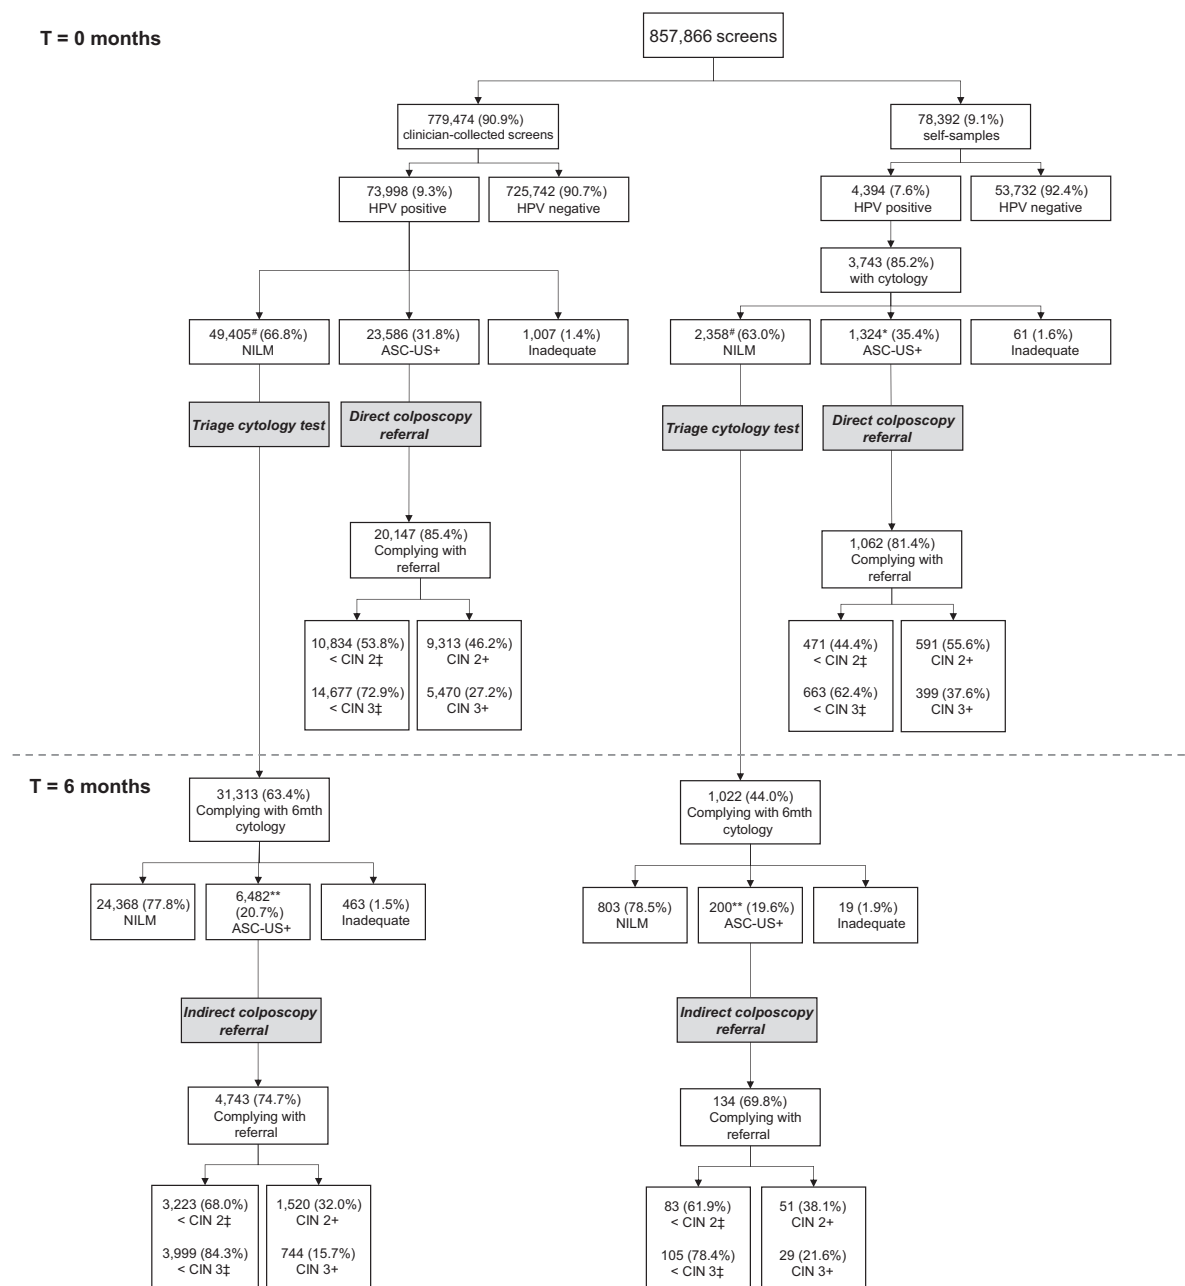 T = 0 months
857,866 screens
779,474 (90.9%)
clinician-collected screens
78,392 (9.1%)
self-samples
73,998 (9.3%)
HPV positive
725,742 (90.7%)
HPV negative
4,394 (7.6%)
HPV positive
53,732 (92.4%)
HPV negative
3,743 (85.2%)
with cytology
49,405# (66.8%)
NILM
23,586 (31.8%)
ASC-US+
1,007 (1.4%)
Inadequate
2,358# (63.0%)
NILM
1,324* (35.4%)
ASC-US+
61 (1.6%)
Inadequate
Triage cytology test
Direct colposcopy
referral
Triage cytology test
Direct colposcopy
referral
20,147 (85.4%)
Complying with
referral
1,062 (81.4%)
Complying with
referral
10,834 (53.8%)
< CIN 2‡
14,677 (72.9%)
< CIN 3‡
9,313 (46.2%)
CIN 2+
5,470 (27.2%)
CIN 3+
471 (44.4%)
< CIN 2‡
663 (62.4%)
< CIN 3‡
591 (55.6%)
CIN 2+
399 (37.6%)
CIN 3+
T = 6 months
31,313 (63.4%)
Complying with 6mth
cytology
1,022 (44.0%)
Complying with 6mth
cytology
24,368 (77.8%)
NILM
6,482**
(20.7%)
ASC-US+
463 (1.5%)
Inadequate
803 (78.5%)
NILM
200** (19.6%)
ASC-US+
19 (1.9%)
Inadequate
Indirect colposcopy
referral
Indirect colposcopy
referral
4,743 (74.7%)
Complying with
referral
134 (69.8%)
Complying with
referral
3,223 (68.0%)
< CIN 2‡
3,999 (84.3%)
< CIN 3‡
1,520 (32.0%)
CIN 2+
744 (15.7%)
CIN 3+
83 (61.9%)
< CIN 2‡
105 (78.4%)
< CIN 3‡
51 (38.1%)
CIN 2+
29 (21.6%)
CIN 3+